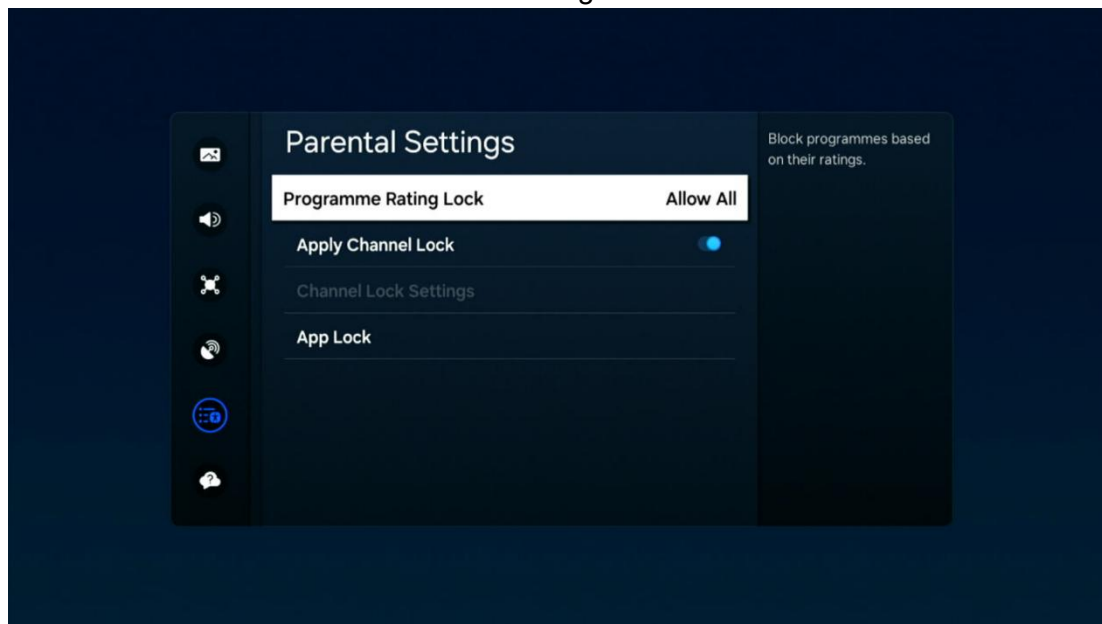 Parental Settings
Programme Rating Lock Allow All
Apply Channel Lock
Channel Lock Settings
App Lock
Block programmes based
on their ratings.